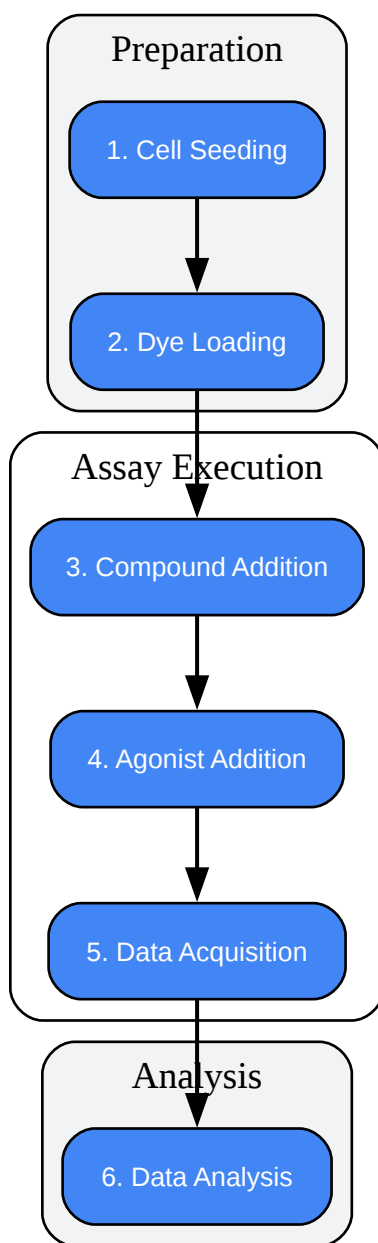 Preparation
1. Cell Seeding
2. Dye Loading
Assay Execution
3. Compound Addition
4. Agonist Addition
5. Data Acquisition
Analysis
6. Data Analysis